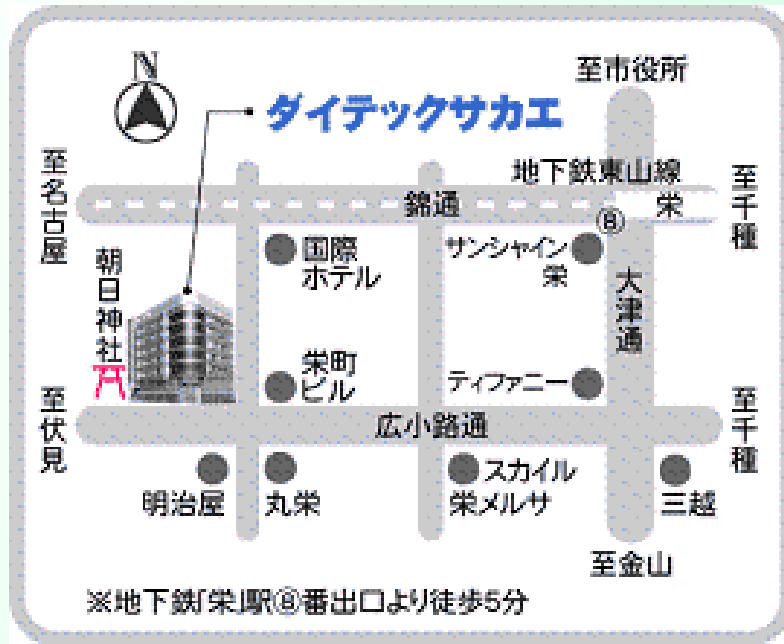 N
至市役所
ダイテックサカエ
至名古屋
地下鉄東山線
栄
至千種
錦通
⑧
国際
ホテル
サンシャイン
栄
大津通
朝日神社
栄町
ビル
ティファニー
至伏見
広小路通
至千種
明治屋
丸栄
スカイル
栄メルサ
三越
至金山
※地下鉄「栄」駅⑧番出口より徒歩5分